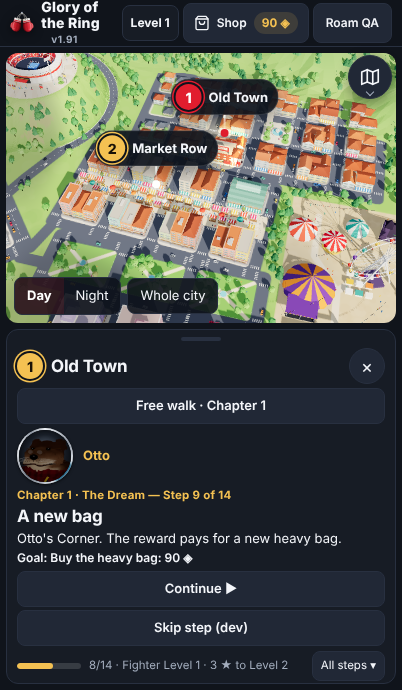 Glory of
the Ring
v1.91
Level 1
Shop
90 ◈
Roam QA
1 Old Town
2 Market Row
Day
Night
Whole city
1 Old Town
×
Free walk · Chapter 1
Otto
Chapter 1 · The Dream — Step 9 of 14
A new bag
Otto's Corner. The reward pays for a new heavy bag.
Goal: Buy the heavy bag: 90 ◈
Continue ▶
Skip step (dev)
8/14 · Fighter Level 1 · 3 ★ to Level 2
All steps ▾